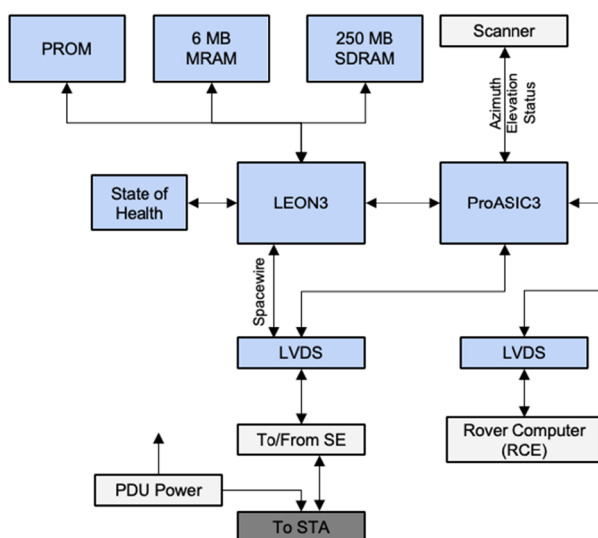 PROM
6 MB
MRAM
250 MB
SDRAM
Scanner
Azimuth
Elevation
Status
State of
Health
LEON3
ProASIC3
Spacewire
LVDS
LVDS
To/From SE
Rover Computer
(RCE)
PDU Power
To STA